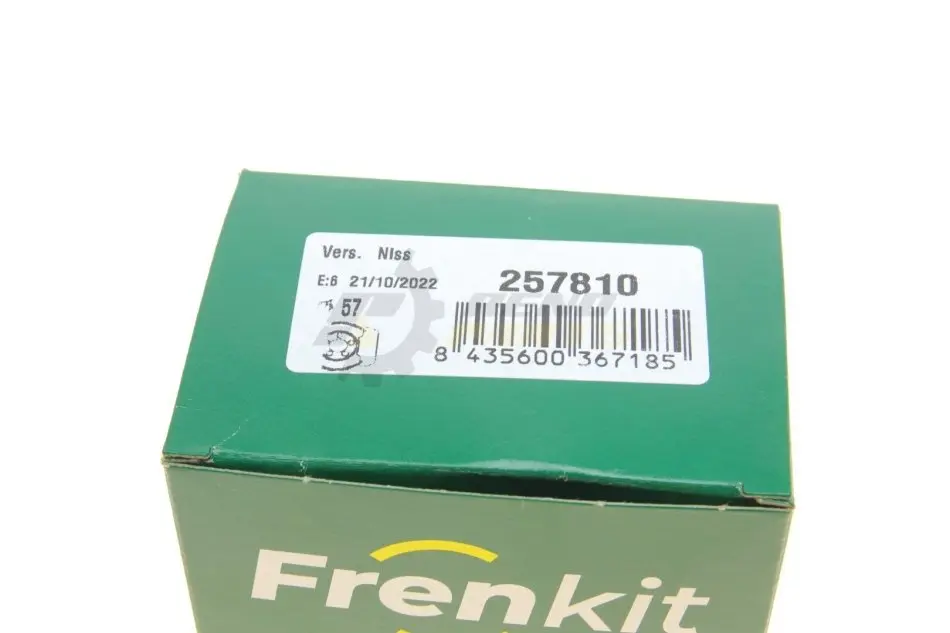 Vers. NIss
E:6 21/10/2022 257810
57
8 435600 367185
Frenkit